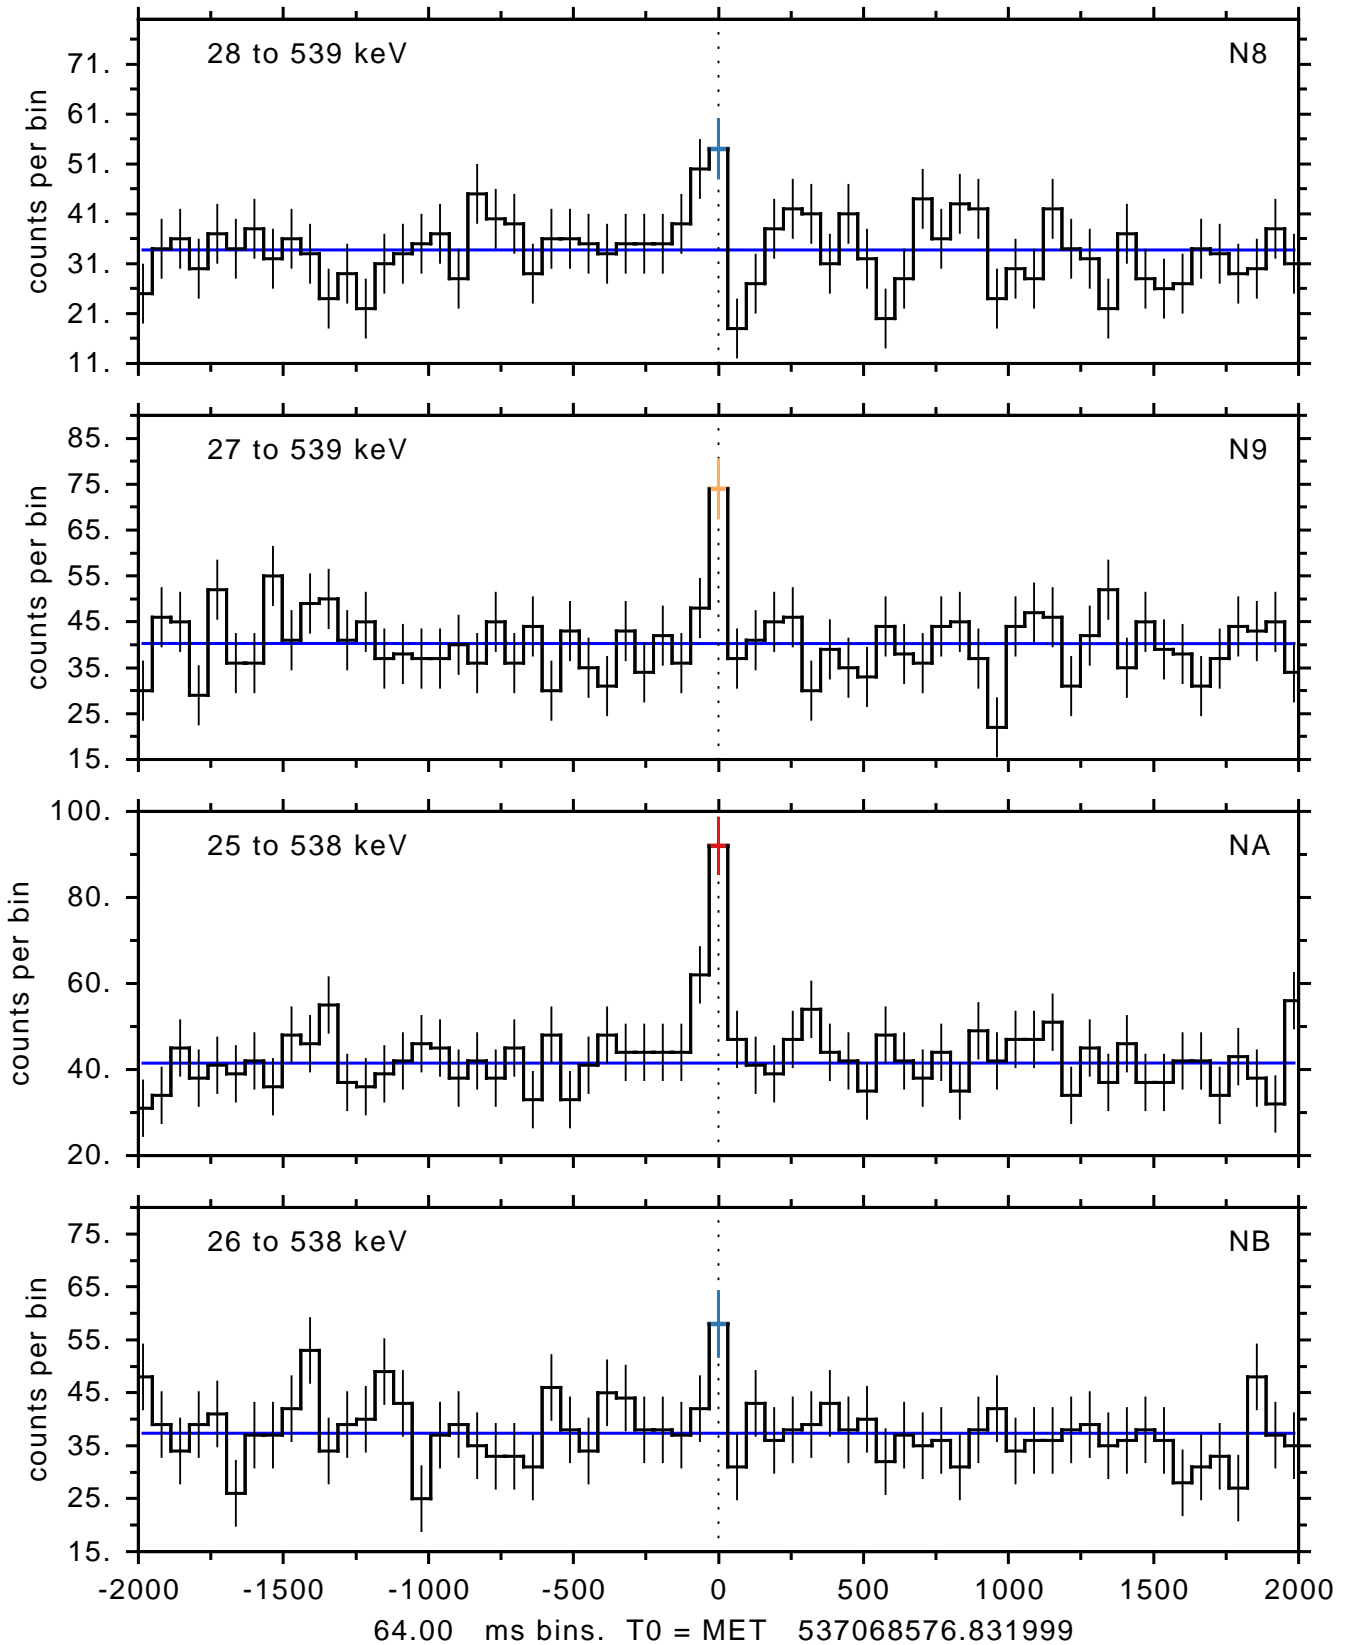 28 to 539 keV N8
counts per bin
71.
61.
51.
41.
31.
21.
11.
27 to 539 keV N9
counts per bin
85.
75.
65.
55.
45.
35.
25.
15.
25 to 538 keV NA
counts per bin
100.
80.
60.
40.
20.
26 to 538 keV NB
counts per bin
75.
65.
55.
45.
35.
25.
15.
-2000 -1500 -1000 -500 0 500 1000 1500 2000
64.00 ms bins. T0 = MET 537068576.831999